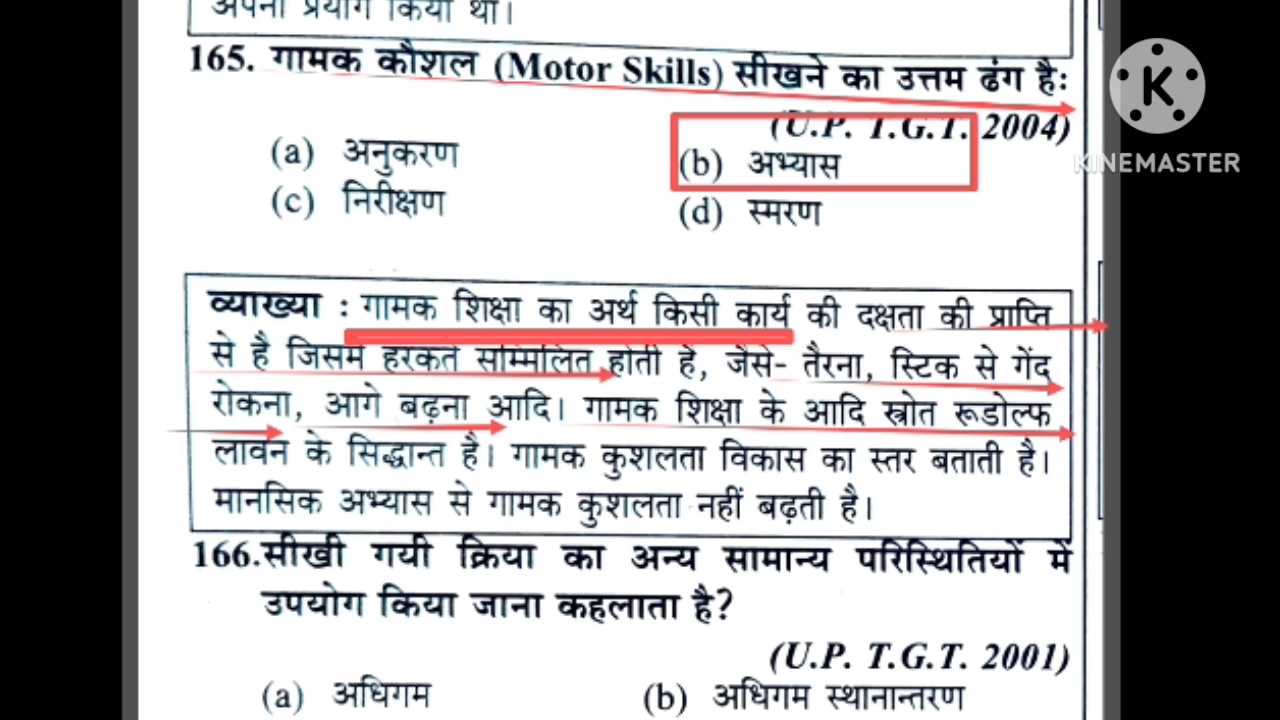 अपना प्रयोग किया था।
165. गामक कौशल (Motor Skills) सीखने का उत्तम ढंग है:
(U.P. T.G.T. 2004)
(a) अनुकरण (b) अभ्यास
(c) निरीक्षण (d) स्मरण
K
KINEMASTER
व्याख्या : गामक शिक्षा का अर्थ किसी कार्य की दक्षता की प्राप्ति
से है जिसमें हरकतें सम्मिलित होती हैं, जैसे- तैरना, स्टिक से गेंद
रोकना, आगे बढ़ना आदि। गामक शिक्षा के आदि स्त्रोत रूडोल्फ
लावन के सिद्धान्त है। गामक कुशलता विकास का स्तर बताती है।
मानसिक अभ्यास से गामक कुशलता नहीं बढ़ती है।
166.सीखी गयी क्रिया का अन्य सामान्य परिस्थितियों में
उपयोग किया जाना कहलाता है?
(U.P. T.G.T. 2001)
(a) अधिगम (b) अधिगम स्थानान्तरण